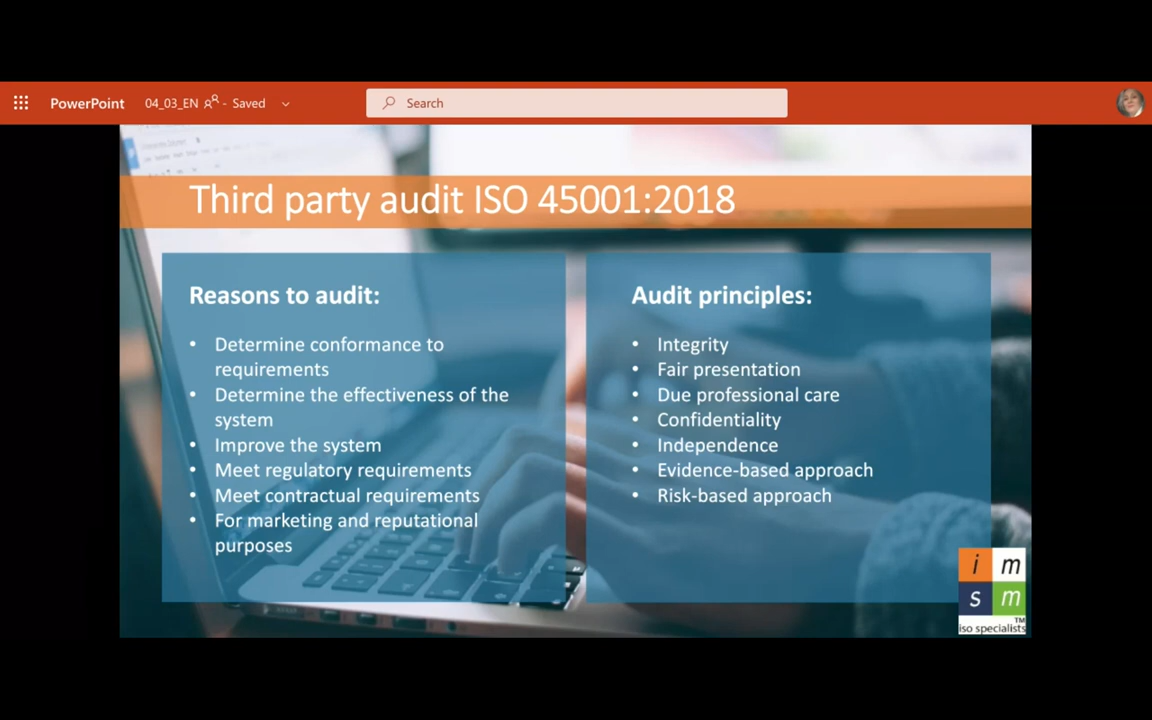 PowerPoint 04_03_EN - Saved Search
Third party audit ISO 45001:2018
Reasons to audit:
• Determine conformance to
requirements
• Determine the effectiveness of the
system
• Improve the system
• Meet regulatory requirements
• Meet contractual requirements
• For marketing and reputational
purposes
Audit principles:
• Integrity
• Fair presentation
• Due professional care
• Confidentiality
• Independence
• Evidence-based approach
• Risk-based approach
i m
s m
TM
iso specialists